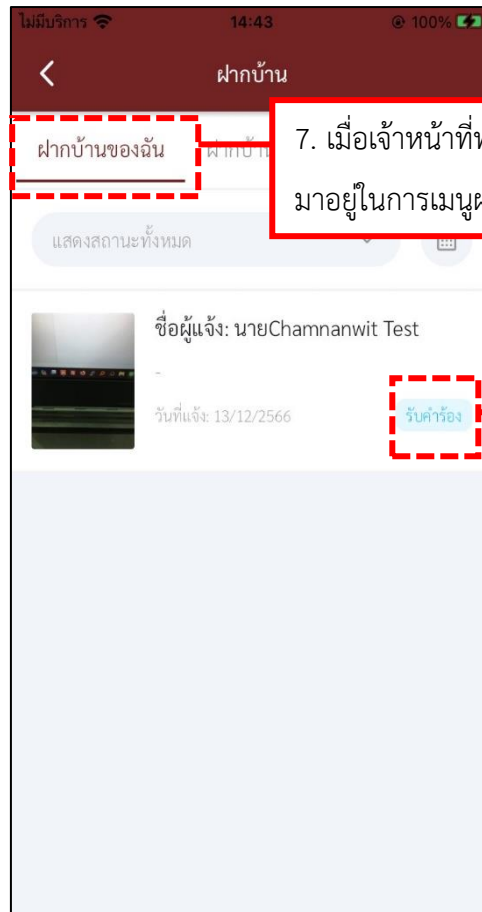 ไม่มีบริการ 14:43 100%
ฝากบ้าน
ฝากบ้านของฉัน
7. เมื่อเจ้าหน้าที่
มาอยู่ในการเมนู
แสดงสถานะทั้งหมด
ชื่อผู้แจ้ง: นายChamnanwit Test
-
วันที่แจ้ง: 13/12/2566 รับคำร้อง